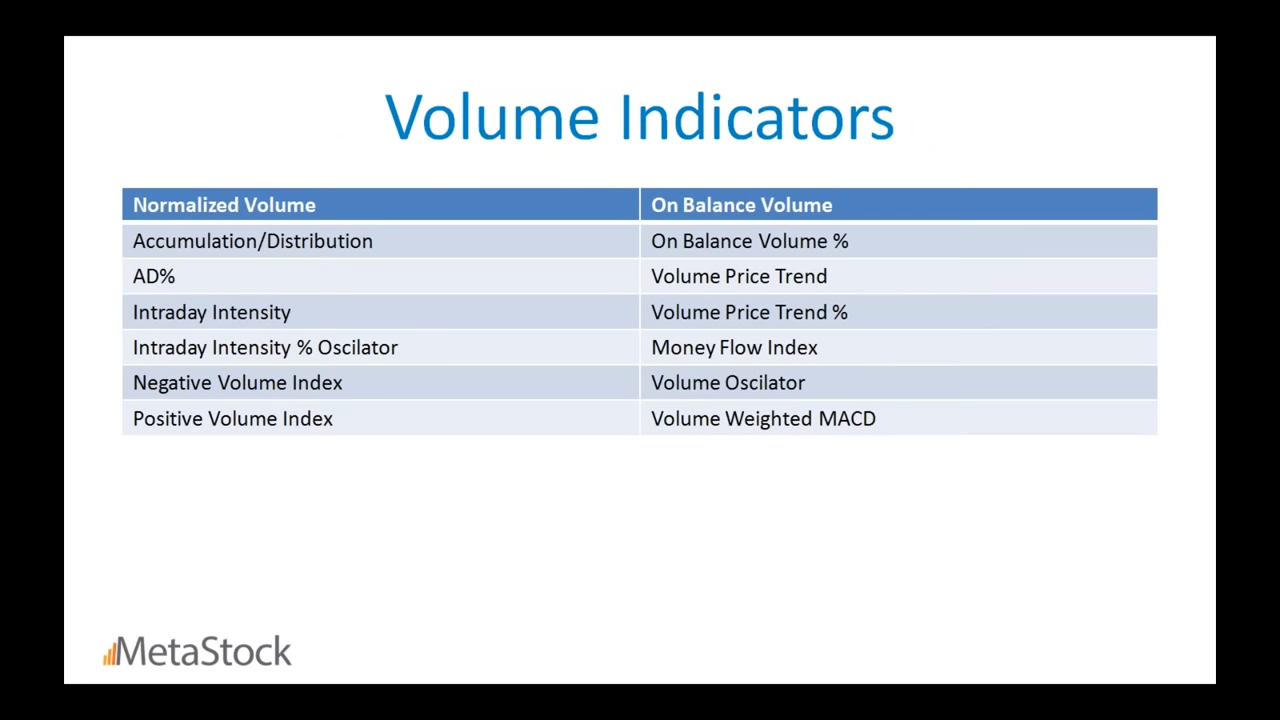 Volume Indicators
Normalized Volume On Balance Volume
Accumulation/Distribution On Balance Volume %
AD% Volume Price Trend
Intraday Intensity Volume Price Trend %
Intraday Intensity % Oscilator Money Flow Index
Negative Volume Index Volume Oscilator
Positive Volume Index Volume Weighted MACD
MetaStock